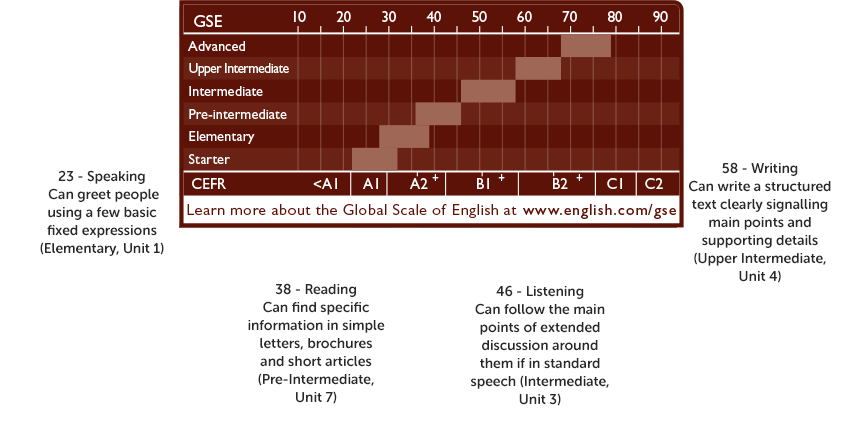 GSE 10 20 30 40 50 60 70 80 90
Advanced
Upper Intermediate
Intermediate
Pre-intermediate
Elementary
Starter
CEFR <A1 A1 A2 + B1 + B2 + C1 C2
Learn more about the Global Scale of English at www.english.com/gse
23 - Speaking
Can greet people
using a few basic
fixed expressions
(Elementary, Unit 1)
38 - Reading
Can find specific
information in simple
letters, brochures
and short articles
(Pre-Intermediate,
Unit 7)
46 - Listening
Can follow the main
points of extended
discussion around
them if in standard
speech (Intermediate,
Unit 3)
58 - Writing
Can write a structured
text clearly signalling
main points and
supporting details
(Upper Intermediate,
Unit 4)